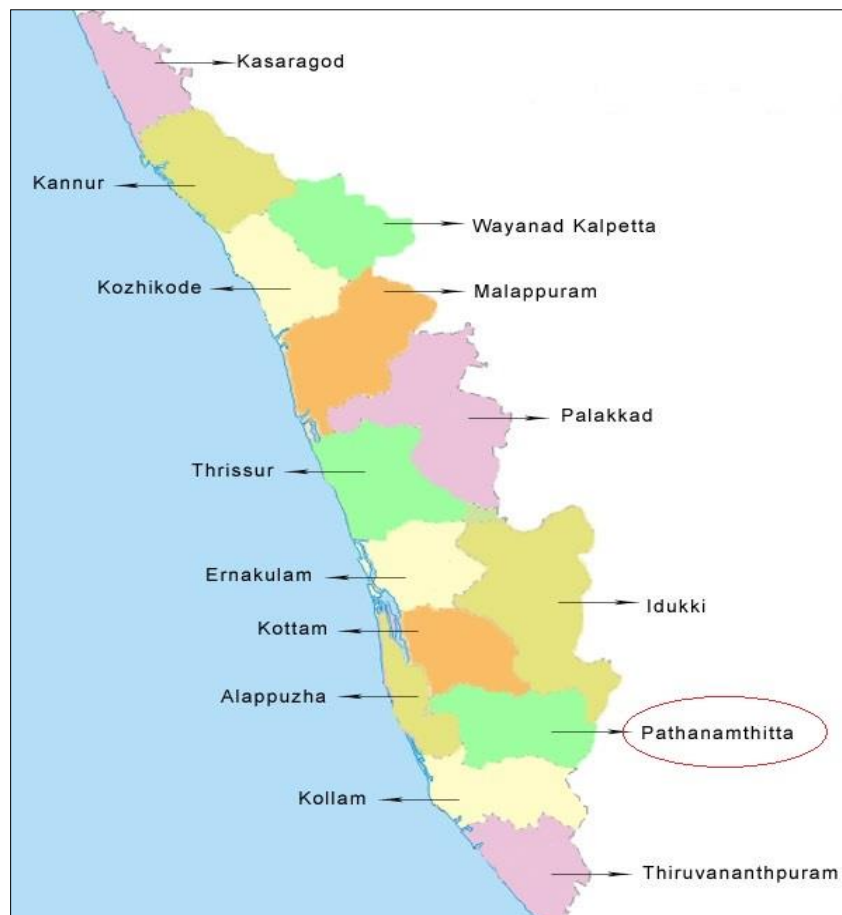 Kasaragod
Kannur
Wayanad Kalpetta
Kozhikode
Malappuram
Palakkad
Thrissur
Ernakulam
Idukki
Kottam
Alappuzha
Pathanamthitta
Kollam
Thiruvananthpuram